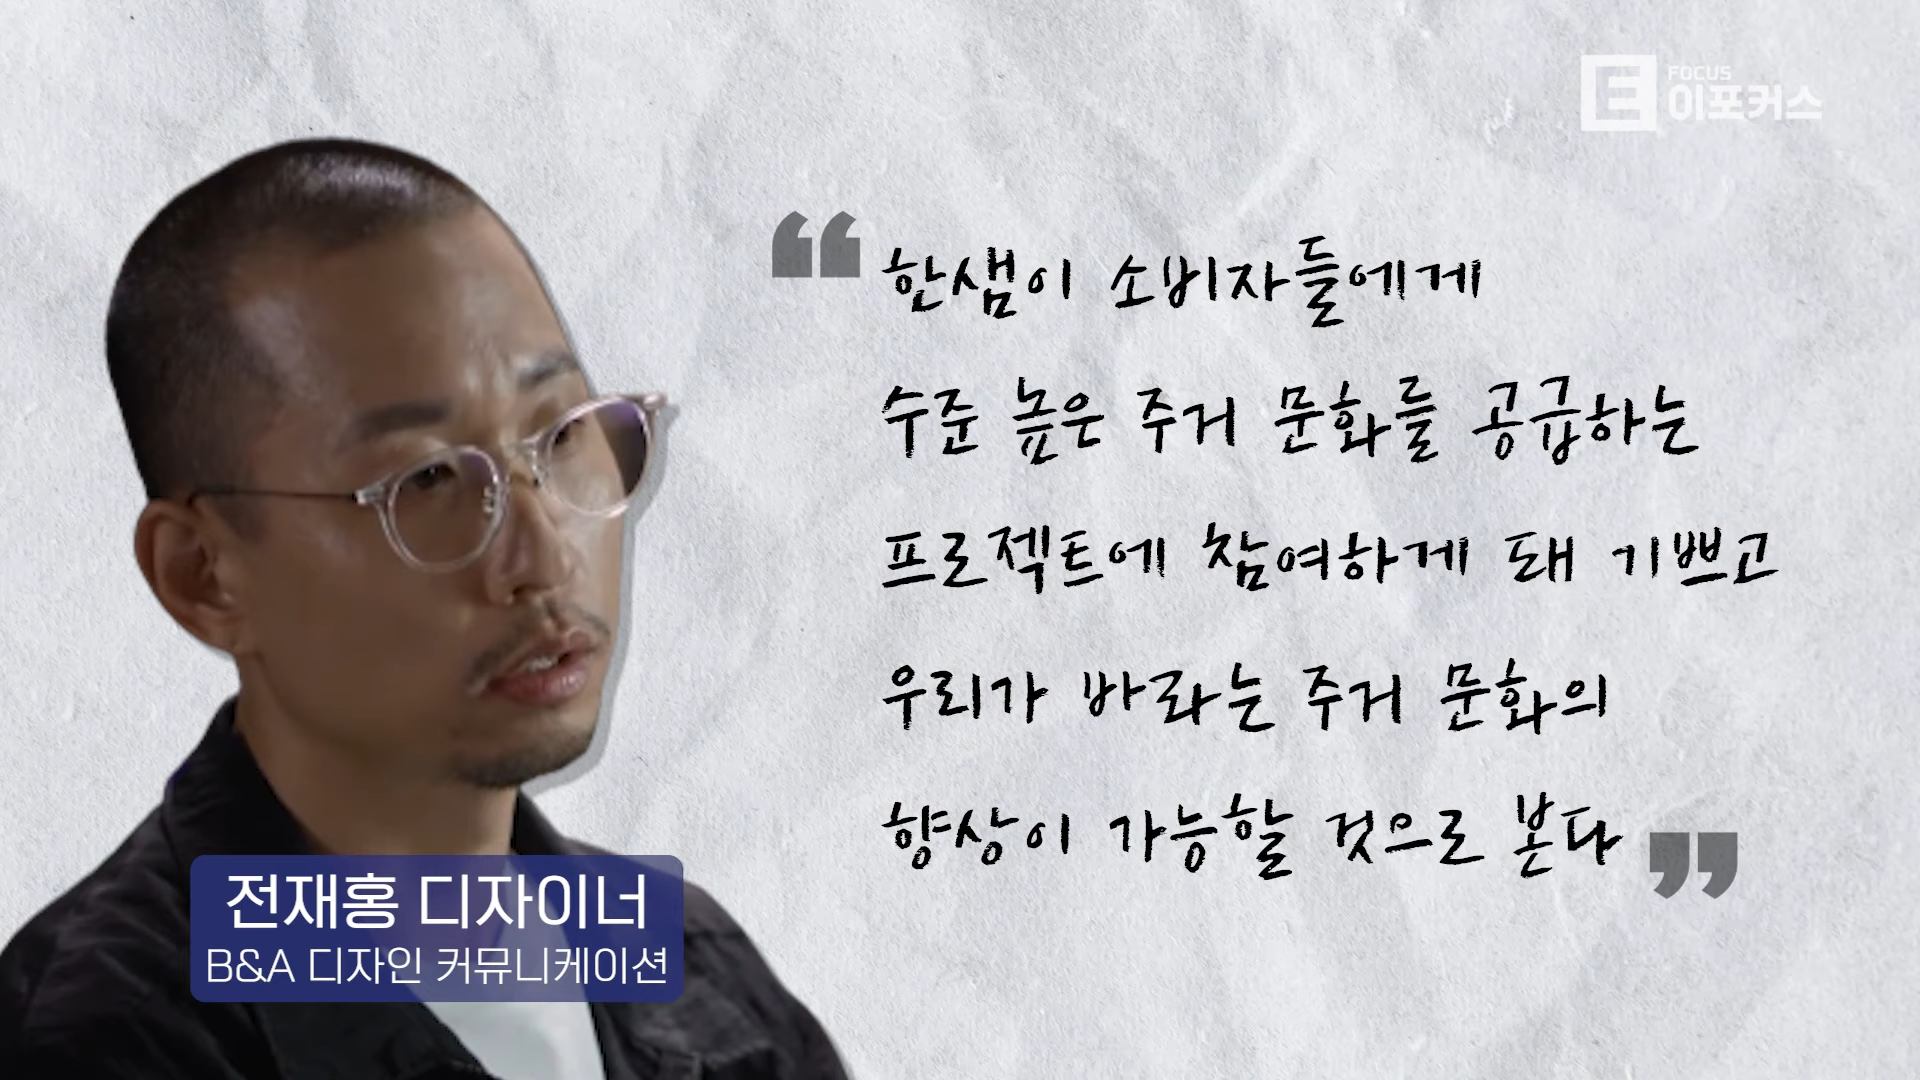 FOCUS
E 이포커스
“한샘이 소비자들에게
수준 높은 주거 문화를 공급하는
프로젝트에 참여하게 돼 기쁘고
우리가 바라는 주거 문화의
향상이 가능할 것으로 본다”
전재홍 디자이너
B&A 디자인 커뮤니케이션